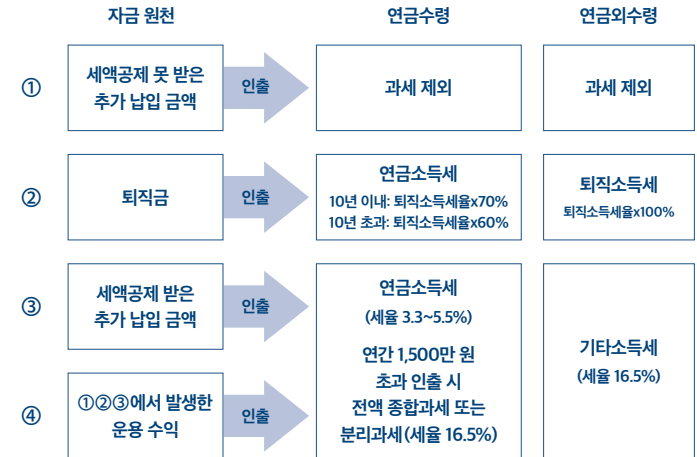 자금 원천
연금수령
연금외수령
①
세액공제 못 받은
추가 납입 금액
인출
과세 제외
과세 제외
②
퇴직금
인출
연금소득세
10년 이내: 퇴직소득세율x70%
10년 초과: 퇴직소득세율x60%
퇴직소득세
퇴직소득세율x100%
③
세액공제 받은
추가 납입 금액
인출
④
①②③에서 발생한
운용 수익
인출
연금소득세
(세율 3.3~5.5%)
연간 1,500만 원
초과 인출 시
전액 종합과세 또는
분리과세(세율 16.5%)
기타소득세
(세율 16.5%)